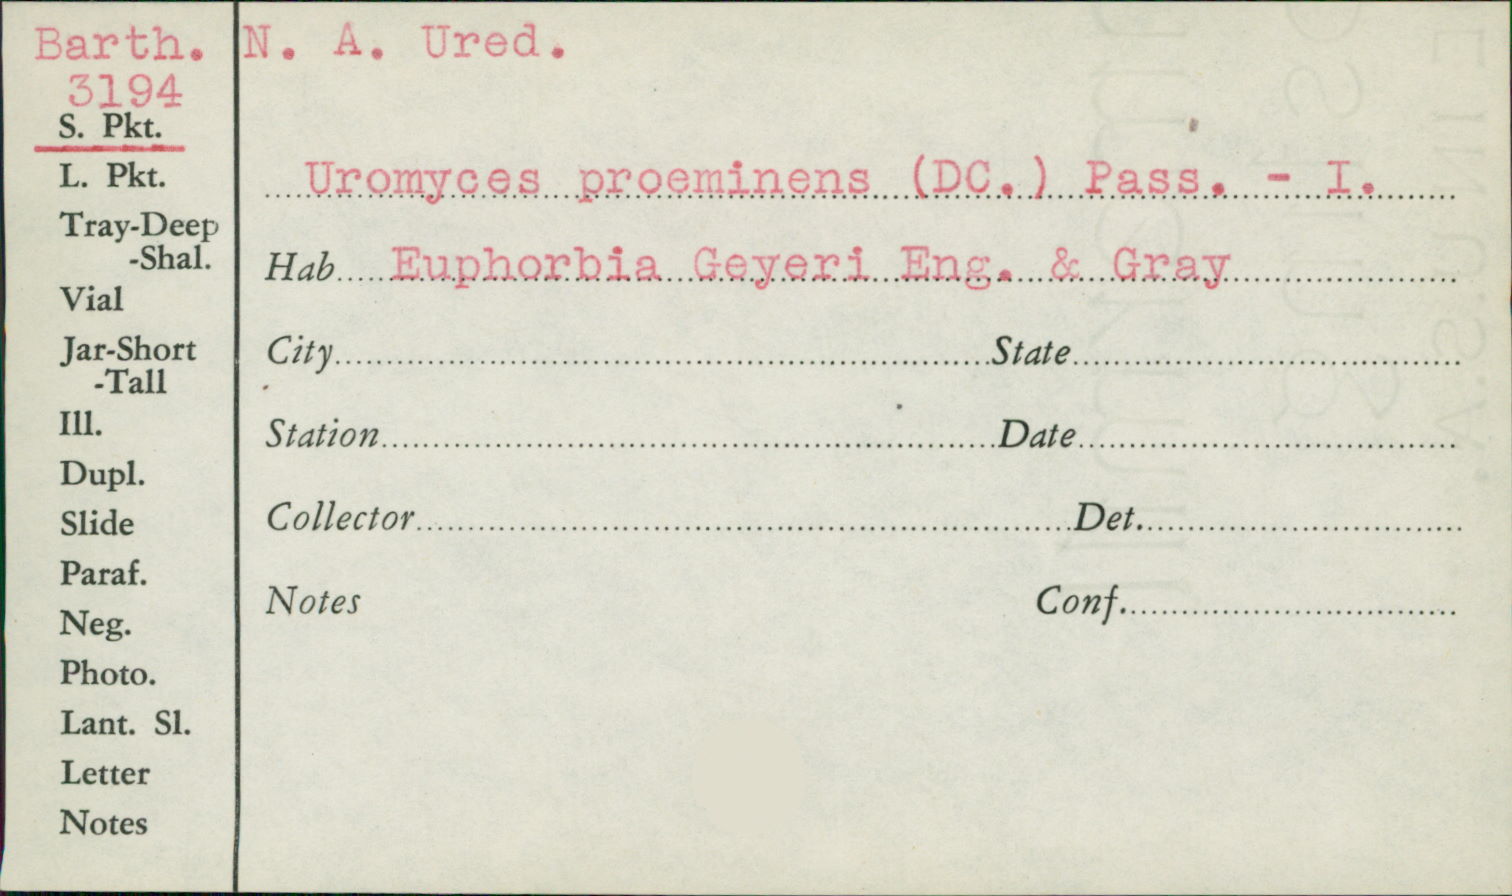 Barth. N. A. Ured.
3194
S. Pkt.
L. Pkt.
Tray-Deep
-Shal.
Vial
Jar-Short
-Tall
Ill.
Dupl.
Slide
Paraf.
Neg.
Photo.
Lant. Sl.
Letter
Notes
Uromyces proeminens (DC.) Pass. - I.
Hab Euphorbia Geyeri Eng. & Gray
City State
Station Date
Collector Det.
Notes Conf.